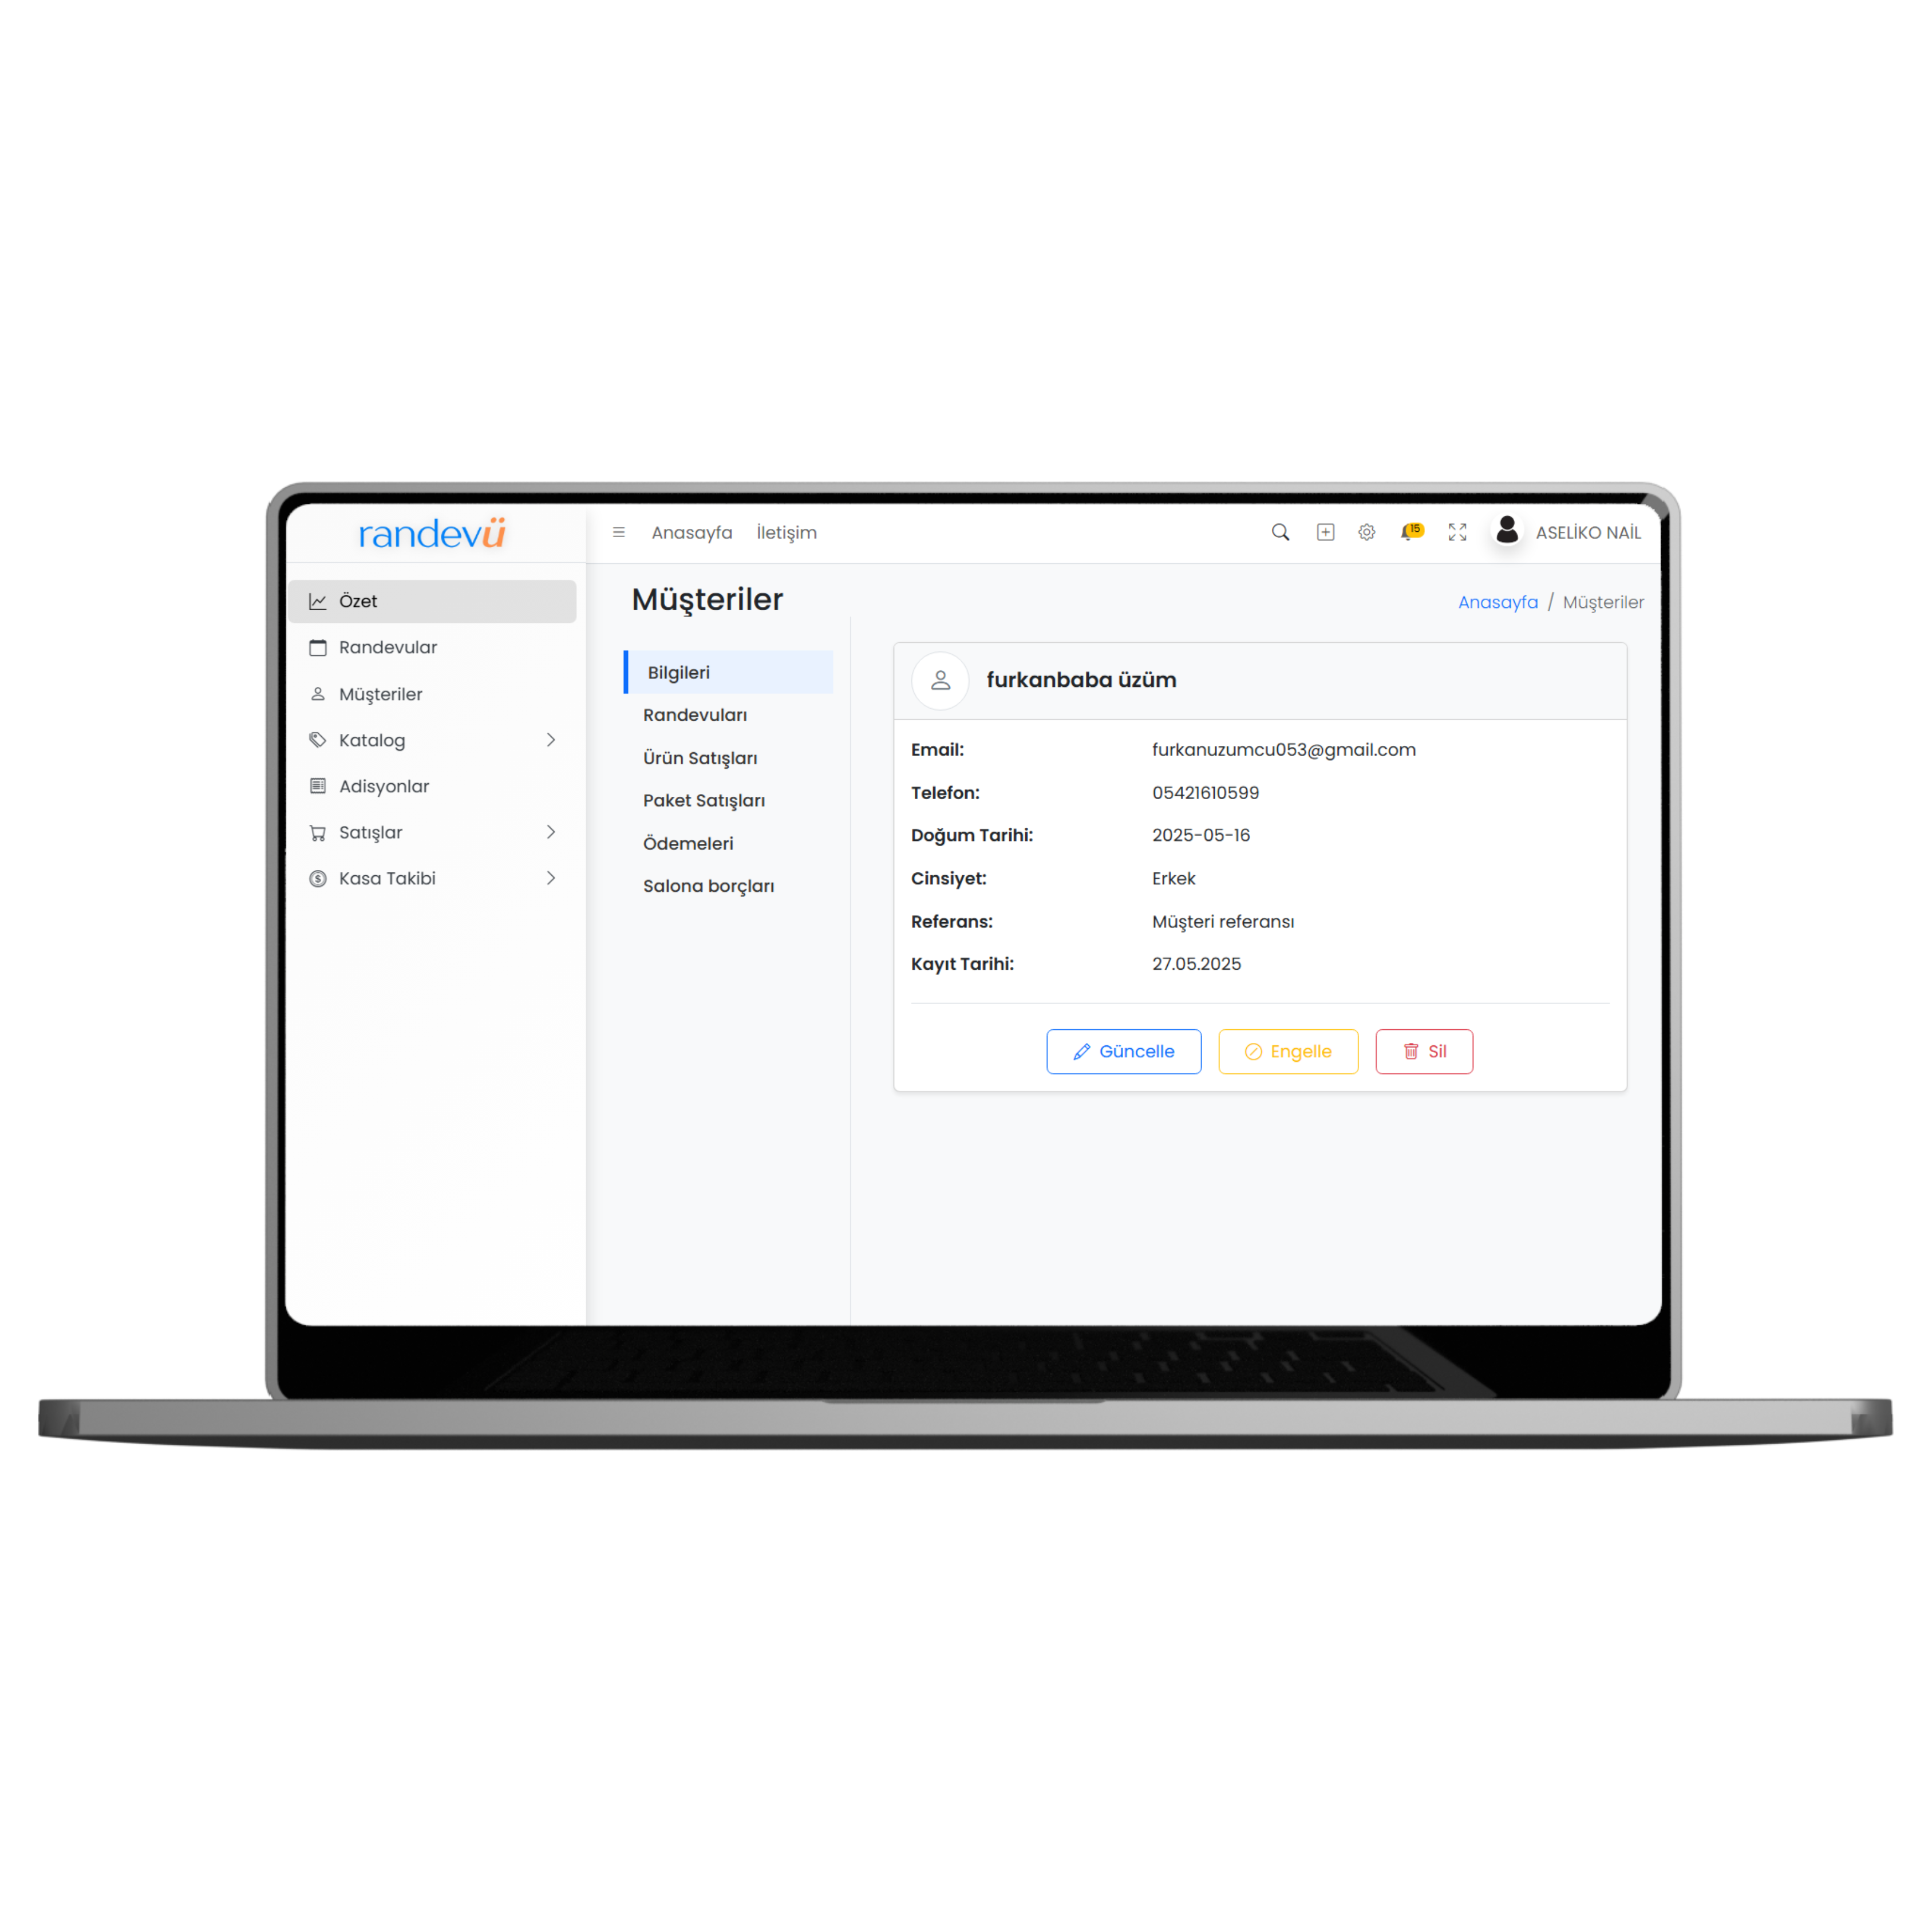 randevü
Anasayfa İletişim
15
ASELİKO NAİL
Özet
Randevular
Müşteriler
Katalog
Adisyonlar
Satışlar
Kasa Takibi
Müşteriler
Anasayfa / Müşteriler
Bilgileri
Randevuları
Ürün Satışları
Paket Satışları
Ödemeleri
Salona borçları
furkanbaba üzüm
Email: furkanuzumcu053@gmail.com
Telefon: 05421610599
Doğum Tarihi: 2025-05-16
Cinsiyet: Erkek
Referans: Müşteri referansı
Kayıt Tarihi: 27.05.2025
Güncelle Engelle Sil